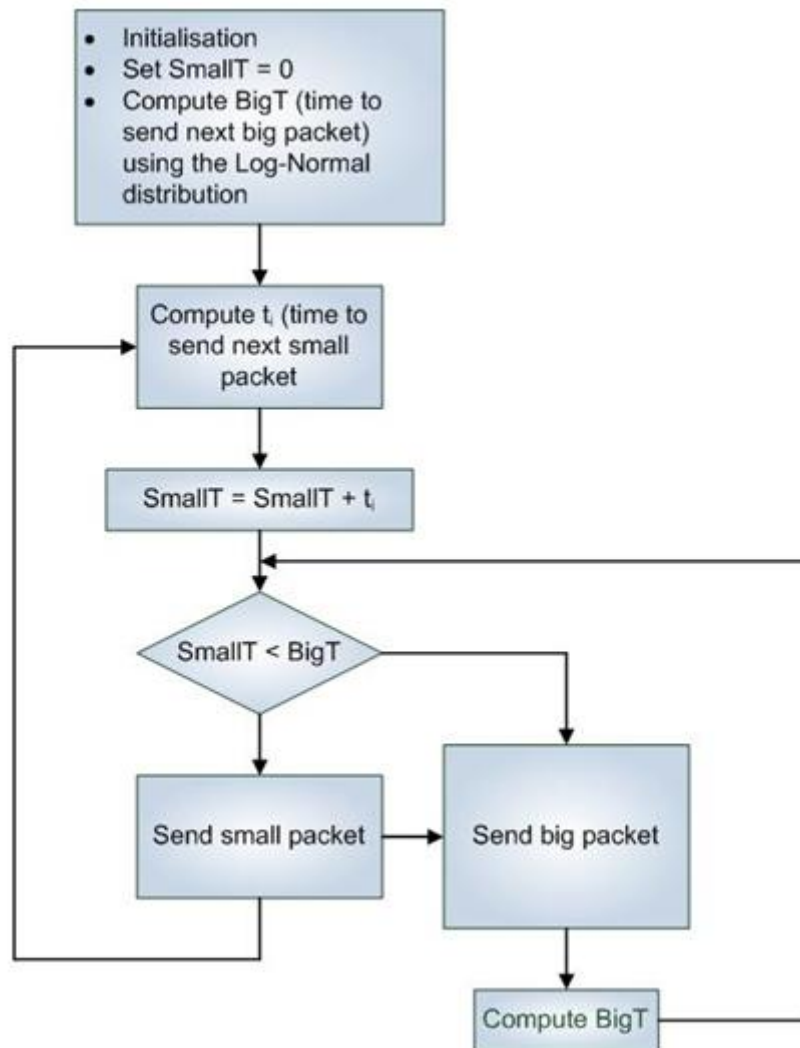 • Initialisation
• Set SmallT = 0
• Compute BigT (time to
send next big packet)
using the Log-Normal
distribution
Compute tᵢ (time to
send next small
packet
SmallT = SmallT + tᵢ
SmallT < BigT
Send small packet
Send big packet
Compute BigT